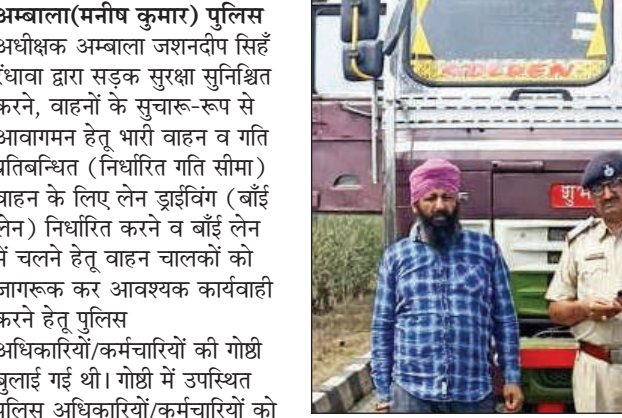 अम्बाला(मनीष कुमार) पुलिस
अधीक्षक अम्बाला जशनदीप सिहँ
रंधावा द्वारा सड़क सुरक्षा सुनिश्चित
करने, वाहनों के सुचारू-रूप से
आवागमन हेतू भारी वाहन व गति
प्रतिबन्धित (निर्धारित गति सीमा)
वाहन के लिए लेन ड्राईविंग (बाँई
लेन) निर्धारित करने व बाँई लेन
में चलने हेतू वाहन चालकों को
जागरूक कर आवश्यक कार्यवाही
करने हेतू पुलिस
अधिकारियों/कर्मचारियों की गोष्ठी
बुलाई गई थी। गोष्ठी में उपस्थित
पुलिस अधिकारियों/कर्मचारियों को
GOLDEN
शुभ